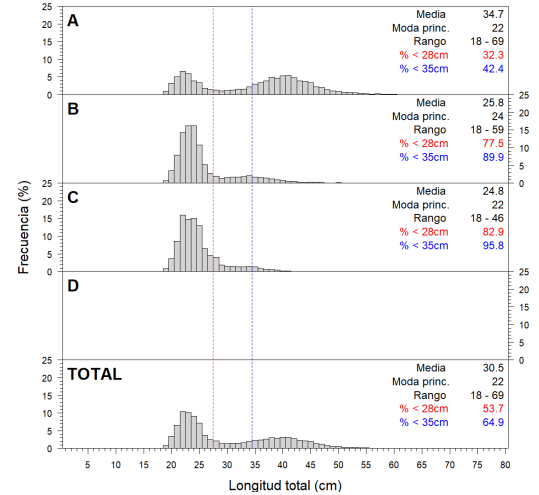 25
20
15
10
5
0
A
Media 34.7
Moda princ. 22
Rango 18 - 69
% < 28cm 32.3
% < 35cm 42.4
B
Media 25.8
Moda princ. 24
Rango 18 - 59
% < 28cm 77.5
% < 35cm 89.9
25
20
15
10
5
0
Frecuencia (%)
25
20
15
10
5
0
C
Media 24.8
Moda princ. 22
Rango 18 - 46
% < 28cm 82.9
% < 35cm 95.8
D
25
20
15
10
5
0
25
20
15
10
5
0
TOTAL
Media 30.5
Moda princ. 22
Rango 18 - 69
% < 28cm 53.7
% < 35cm 64.9
5 10 15 20 25 30 35 40 45 50 55 60 65 70 75 80
Longitud total (cm)